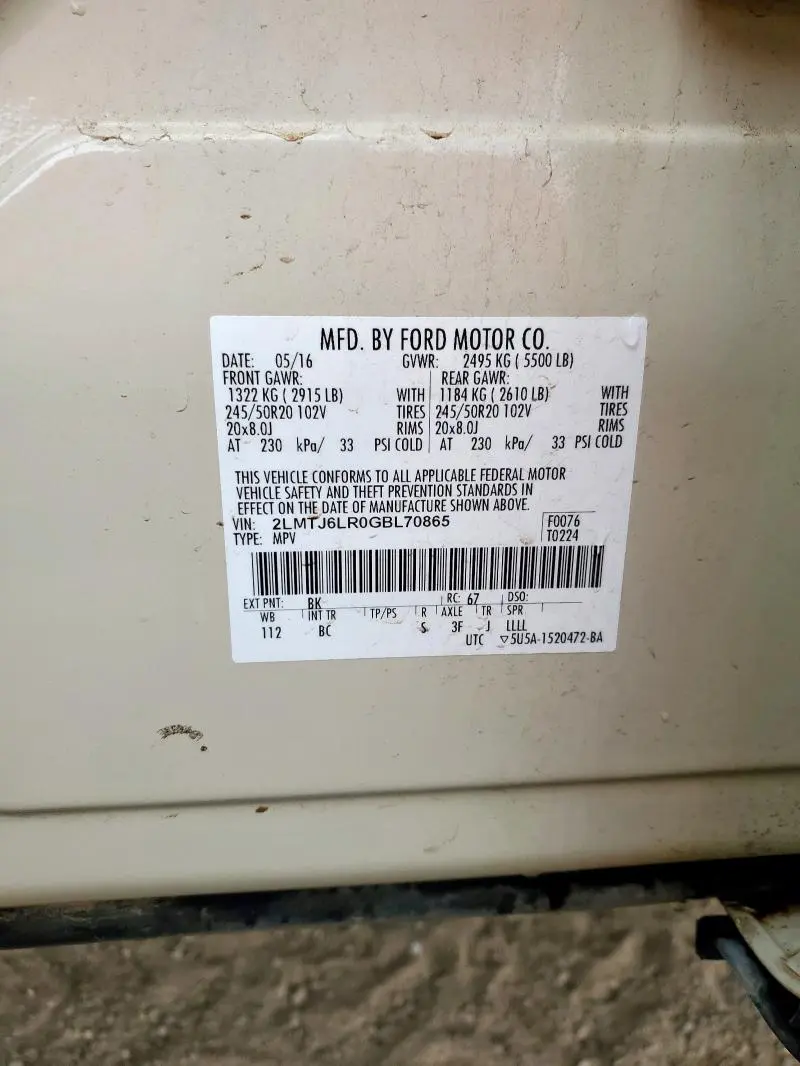 MFD. BY FORD MOTOR CO.
DATE: 05/16 GVWR: 2495 KG ( 5500 LB)
FRONT GAWR: REAR GAWR:
1322 KG ( 2915 LB) WITH 1184 KG ( 2610 LB) WITH
245/50R20 102V TIRES 245/50R20 102V TIRES
20x8.0J RIMS 20x8.0J RIMS
AT 230 kPa/ 33 PSI COLD AT 230 kPa/ 33 PSI COLD
THIS VEHICLE CONFORMS TO ALL APPLICABLE FEDERAL MOTOR
VEHICLE SAFETY AND THEFT PREVENTION STANDARDS IN
EFFECT ON THE DATE OF MANUFACTURE SHOWN ABOVE.
VIN: 2LMTJ6LR0GBL70865 F0076
TYPE: MPV T0224
EXT PNT: BK RC: 67 DSO:
WB INT TR TP/PS R AXLE TR SPR
112 BC S 3F J LLLL
UTC ▽5U5A-1520472-BA